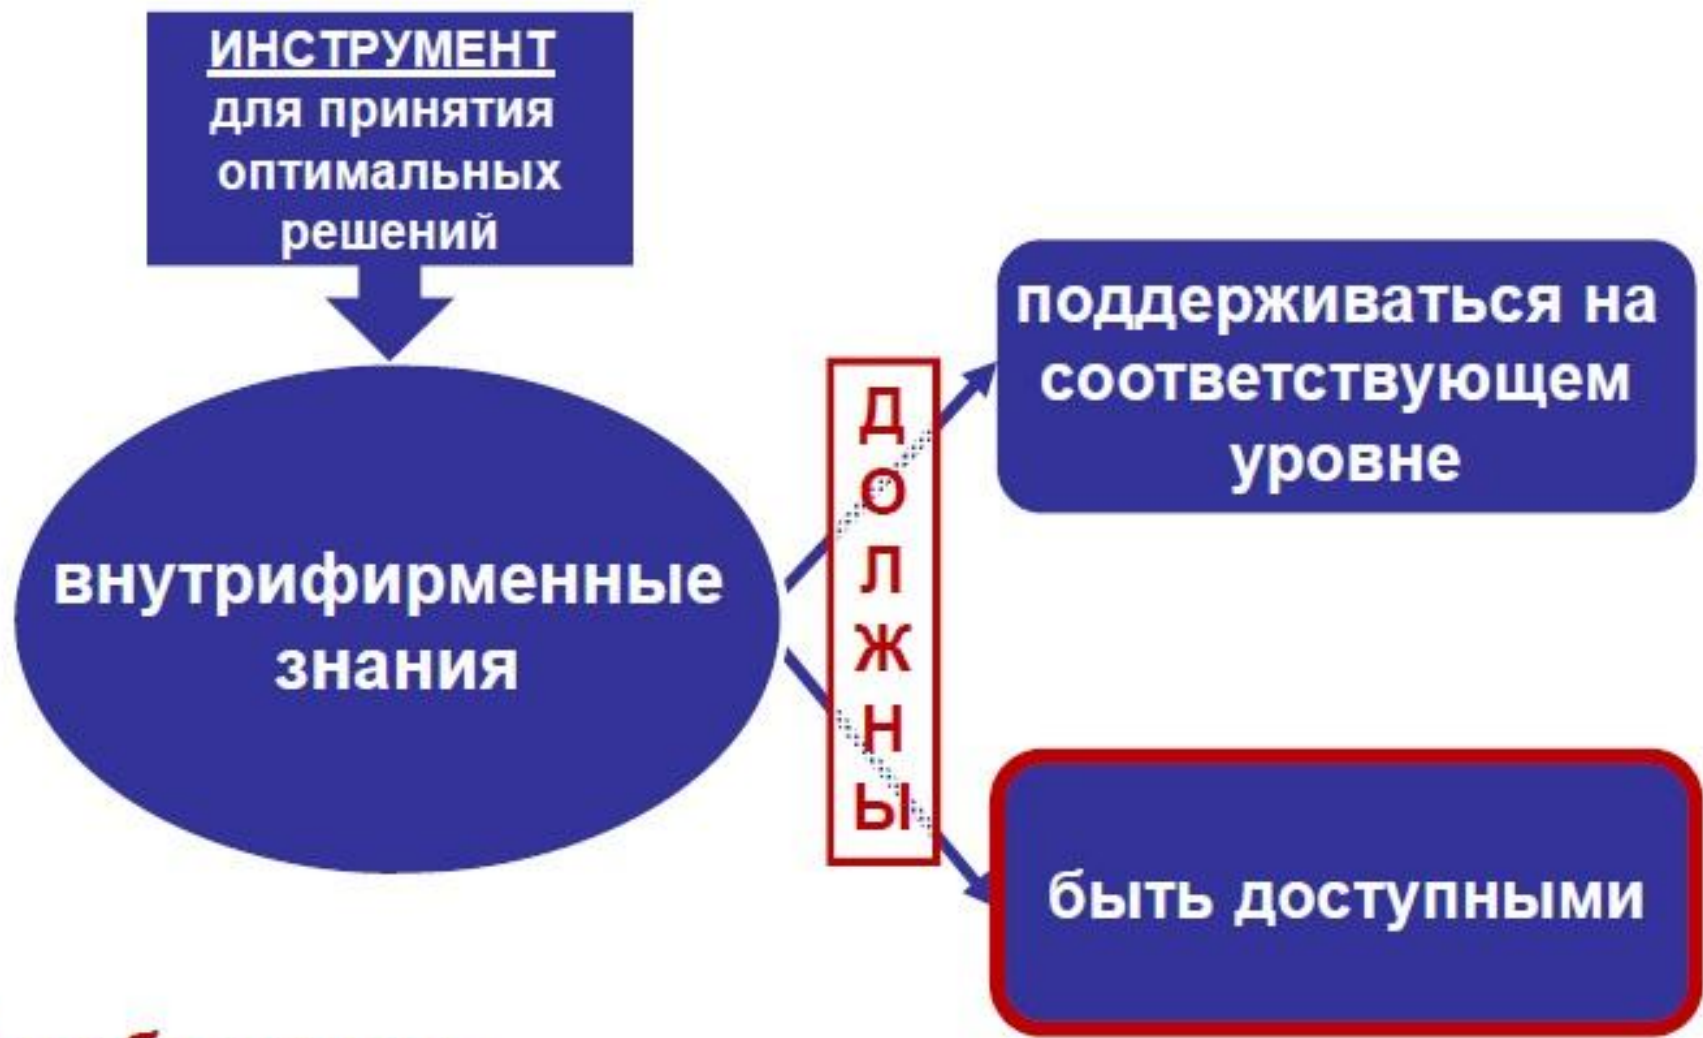 ИНСТРУМЕНТ
для принятия
оптимальных
решений
внутрифирменные
знания
Д
О
Л
Ж
Н
Ы
поддерживаться на
соответствующем
уровне
быть доступными